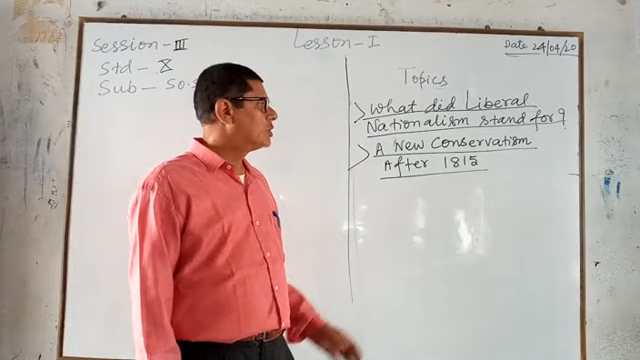 Session - III
Std - X
Sub - So.s
Lesson - I
Date 24/04/20
Topics
> What did Liberal
Nationalism stand for?
> A New Conservatism
After 1815